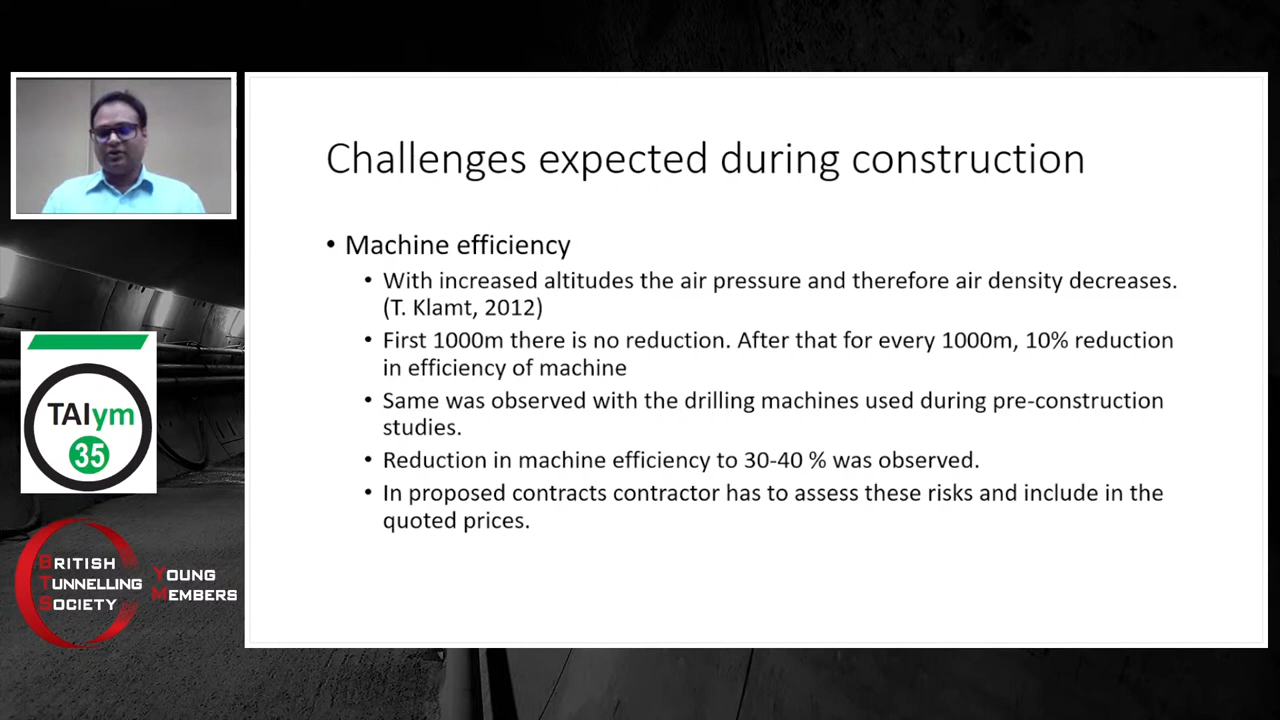 Challenges expected during construction
• Machine efficiency
• With increased altitudes the air pressure and therefore air density decreases.
(T. Klamt, 2012)
• First 1000m there is no reduction. After that for every 1000m, 10% reduction
in efficiency of machine
• Same was observed with the drilling machines used during pre-construction
studies.
• Reduction in machine efficiency to 30-40 % was observed.
• In proposed contracts contractor has to assess these risks and include in the
quoted prices.
TAIym
35
BRITISH
TUNNELLING
SOCIETY
YOUNG
MEMBERS